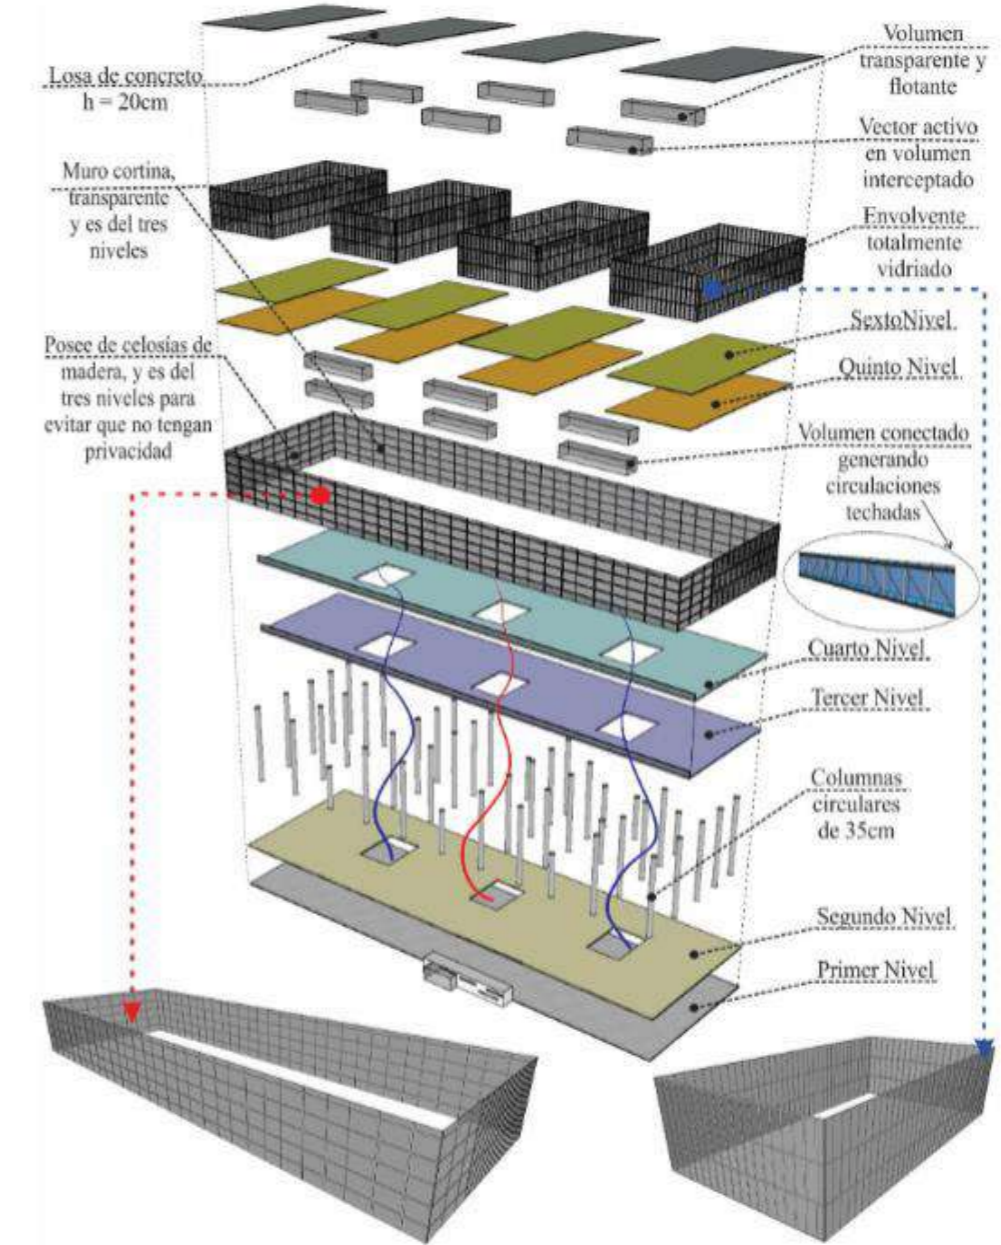 Losa de concreto
h = 20cm
Muro cortina,
transparente
y es del tres
niveles
Posee de celosías de
madera, y es del
tres niveles para
evitar que no tengan
privacidad
Volumen
transparente y
flotante
Vector activo
en volumen
interceptado
Envolvente
totalmente
vidriado
SextoNivel
Quinto Nivel
Volumen conectado
generando
circulaciones
techadas
Cuarto Nivel
Tercer Nivel
Columnas
circulares
de 35cm
Segundo Nivel
Primer Nivel